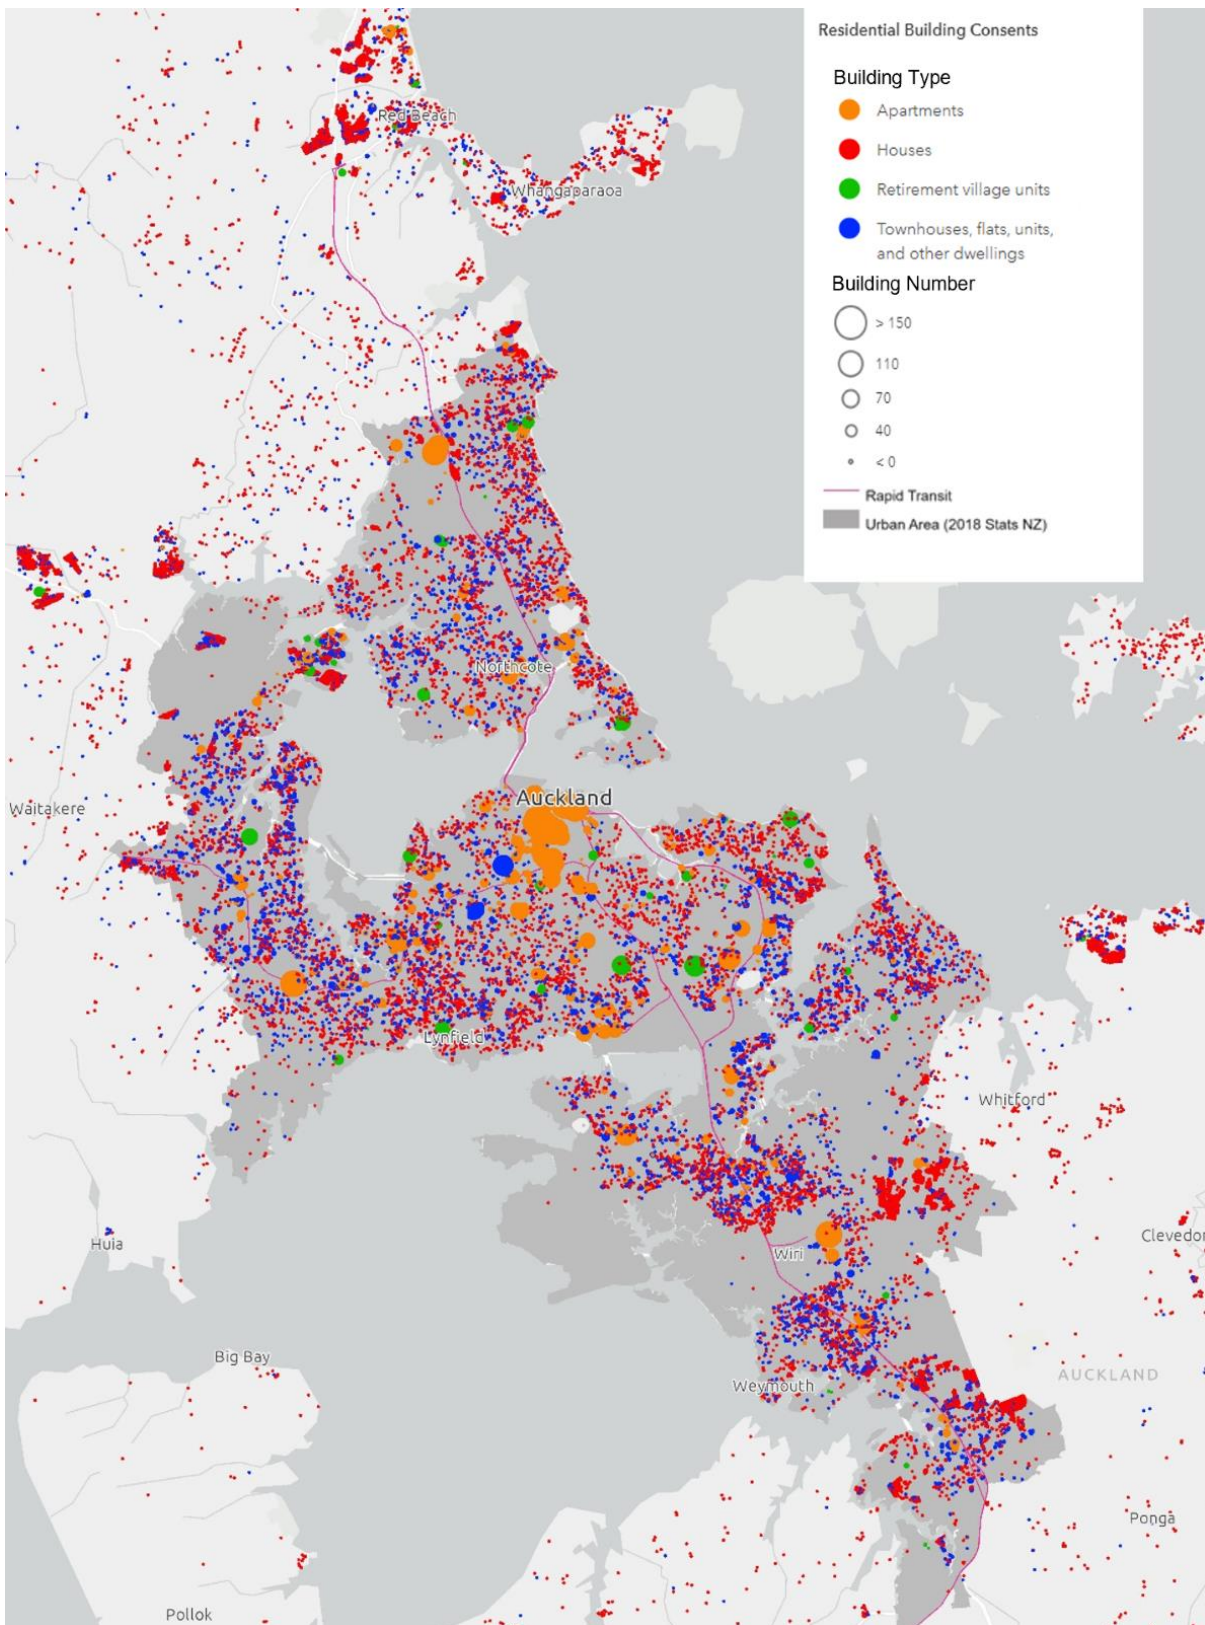 Residential Building Consents
Building Type
Apartments
Houses
Retirement village units
Townhouses, flats, units,
and other dwellings
Building Number
> 150
110
70
40
< 0
Rapid Transit
Urban Area (2018 Stats NZ)
Red Beach
Whangaparaoa
Northcote
Auckland
Waitakere
Lynfield
Whitford
Huia
Clevedon
Wiri
Big Bay
Weymouth
AUCKLAND
Ponga
Pollok